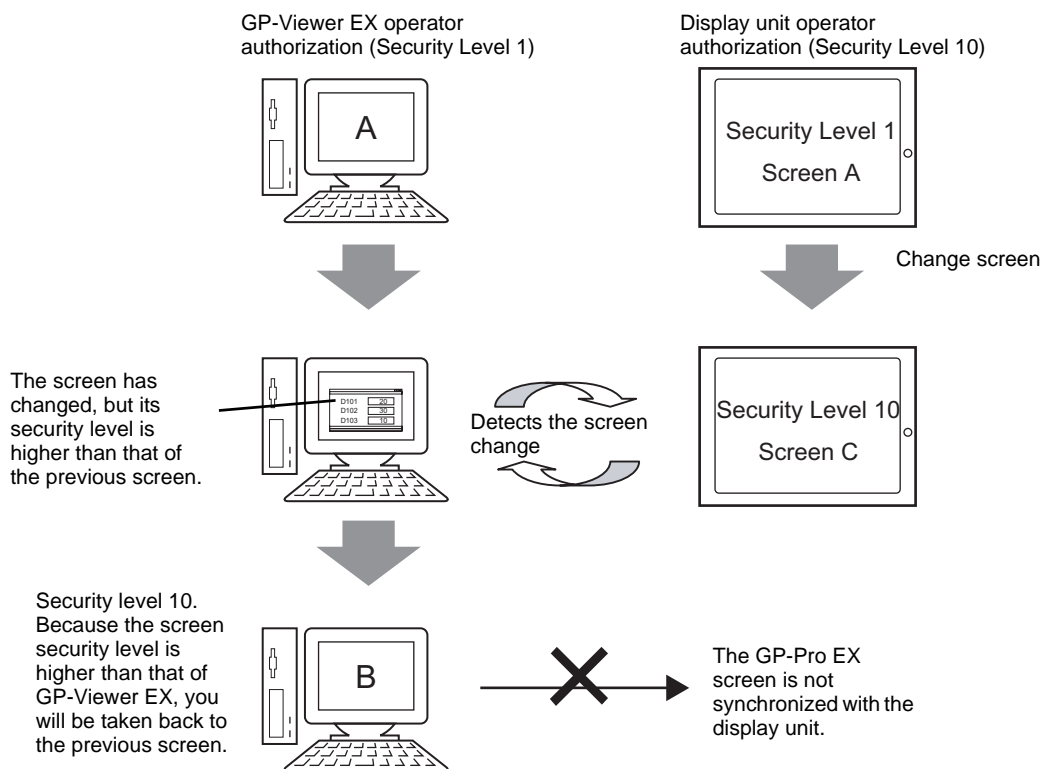 GP-Viewer EX operator
authorization (Security Level 1)
Display unit operator
authorization (Security Level 10)
A
Security Level 1
Screen A
Change screen
The screen has
changed, but its
security level is
higher than that of
the previous screen.
D101 20
D102 30
D103 10
Detects the screen
change
Security Level 10
Screen C
Security level 10.
Because the screen
security level is
higher than that of
GP-Viewer EX, you
will be taken back to
the previous screen.
B
The GP-Pro EX
screen is not
synchronized with the
display unit.